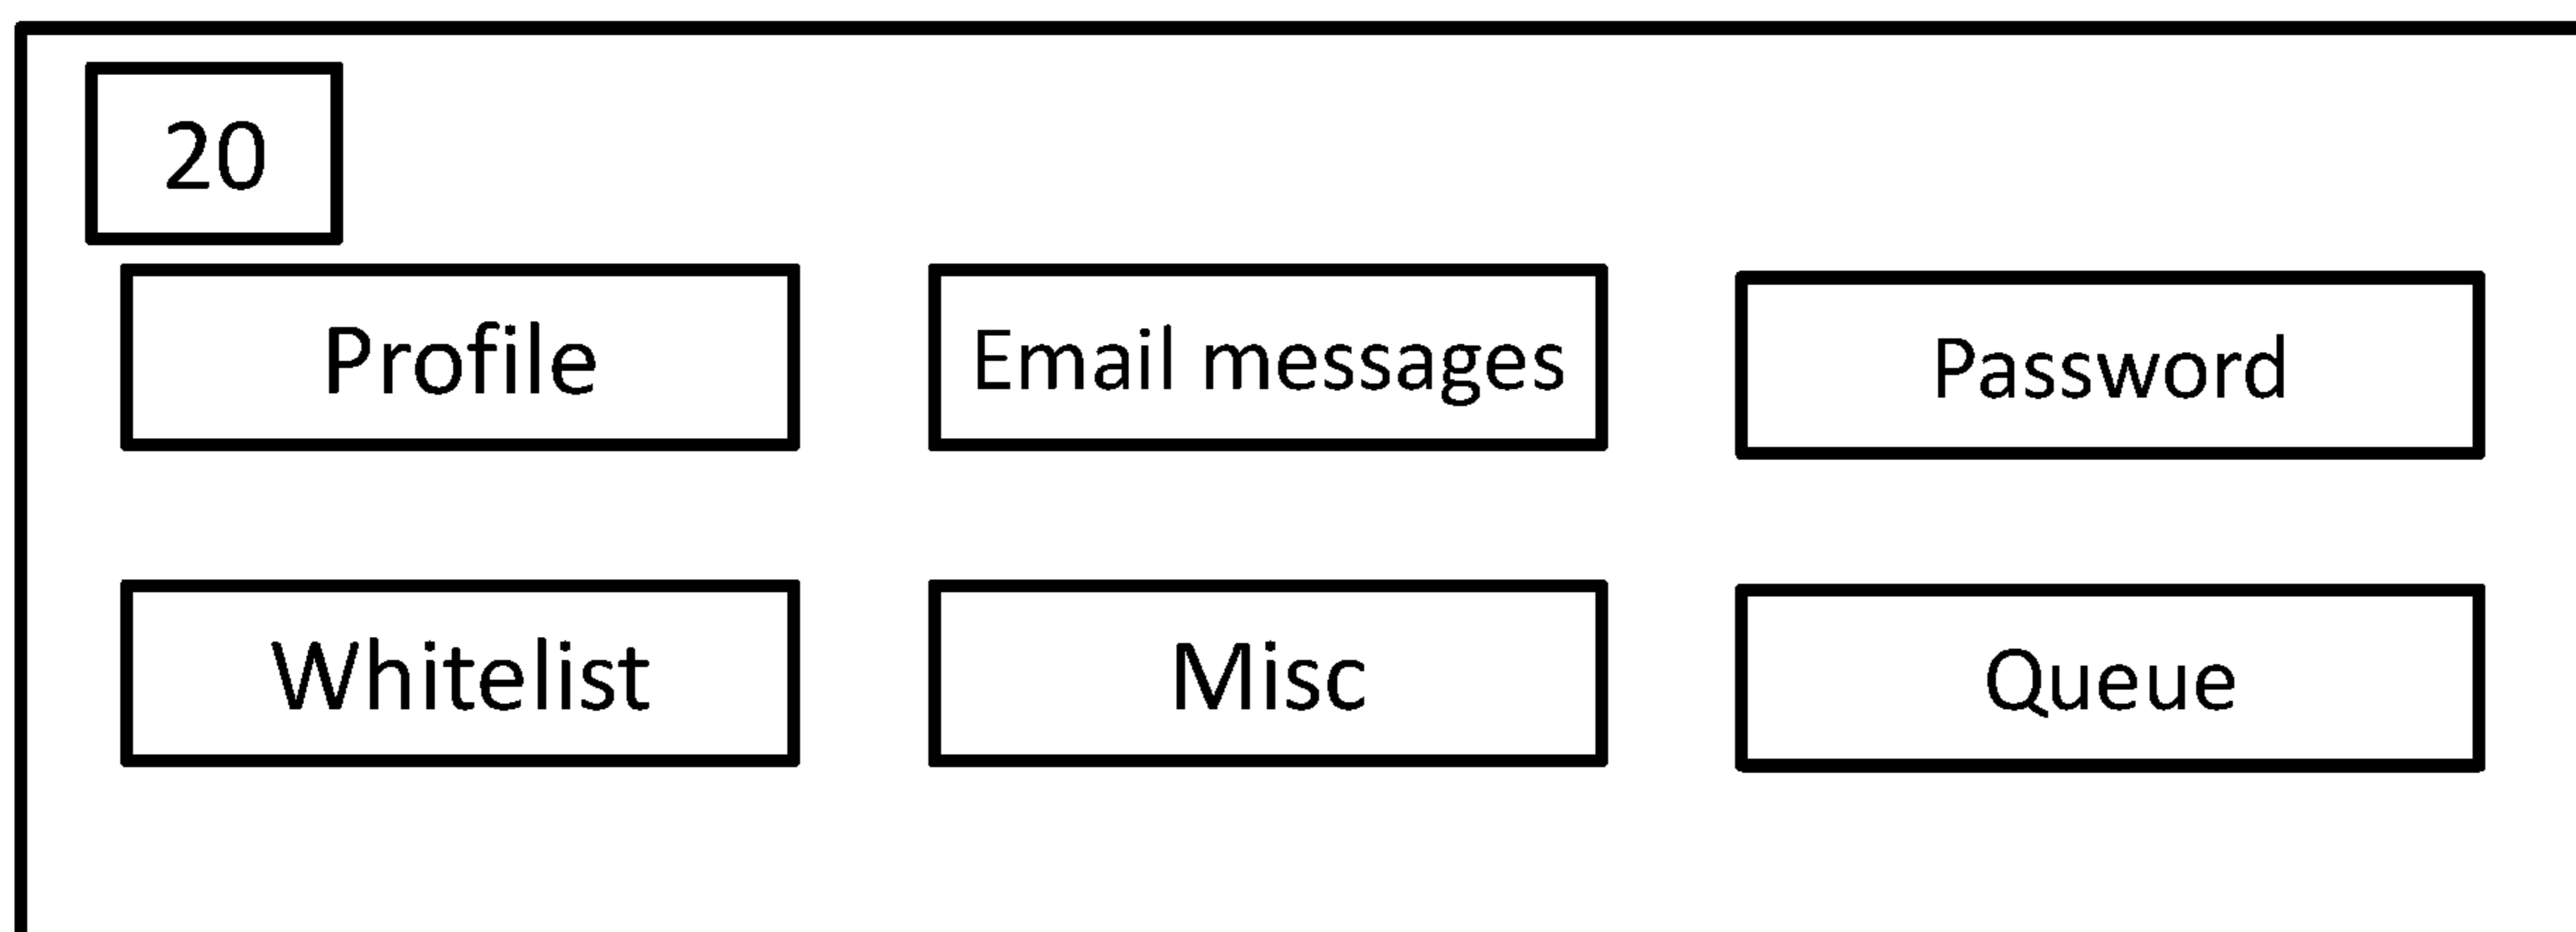 20
Profile
Email messages
Password
Whitelist
Misc
Queue